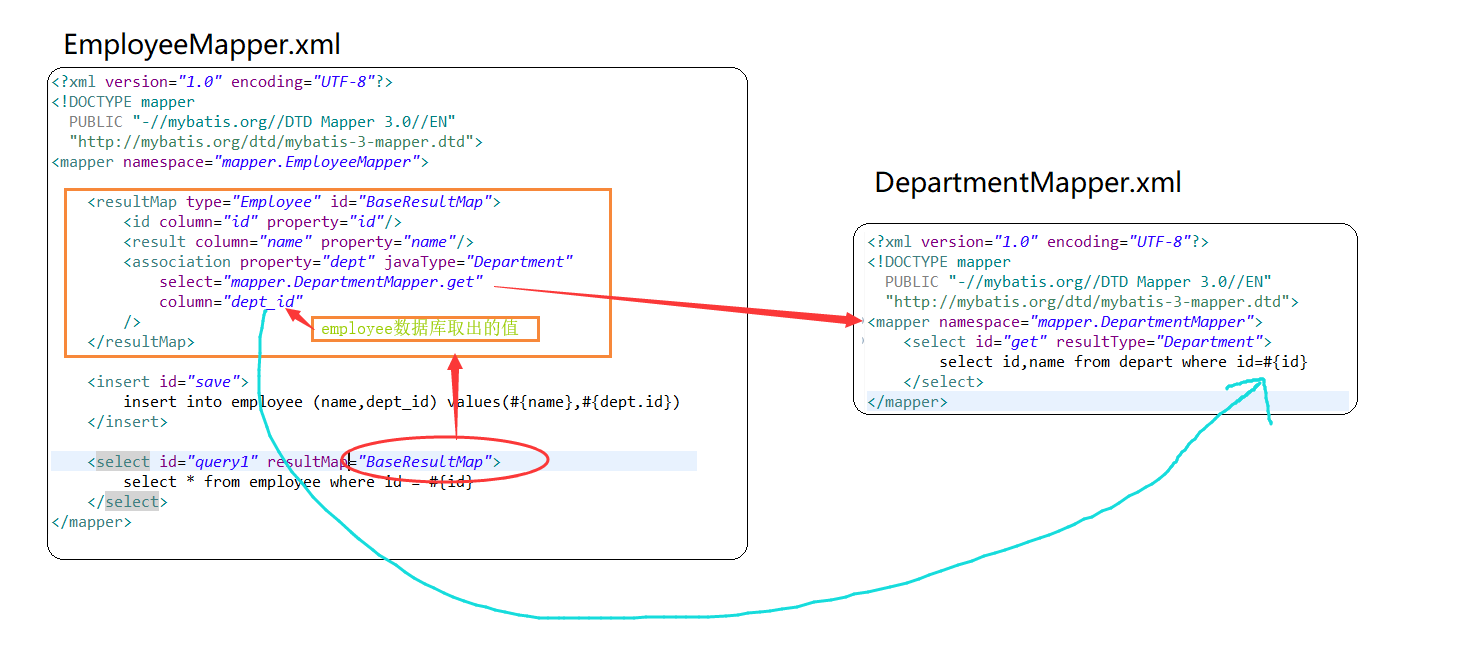 EmployeeMapper.xml
<?xml version="1.0" encoding="UTF-8"?>
<!DOCTYPE mapper
PUBLIC "-//mybatis.org//DTD Mapper 3.0//EN"
"http://mybatis.org/dtd/mybatis-3-mapper.dtd">
<mapper namespace="mapper.EmployeeMapper">
<resultMap type="Employee" id="BaseResultMap">
<id column="id" property="id"/>
<result column="name" property="name"/>
<association property="dept" javaType="Department"
select="mapper.DepartmentMapper.get"
column="dept_id"
/>
employee数据库取出的值
</resultMap>
<insert id="save">
insert into employee (name,dept_id) values(#{name},#{dept.id})
</insert>
<select id="query1" resultMap="BaseResultMap">
select * from employee where id = #{id}
</select>
</mapper>
DepartmentMapper.xml
<?xml version="1.0" encoding="UTF-8"?>
<!DOCTYPE mapper
PUBLIC "-//mybatis.org//DTD Mapper 3.0//EN"
"http://mybatis.org/dtd/mybatis-3-mapper.dtd">
<mapper namespace="mapper.DepartmentMapper">
<select id="get" resultType="Department">
select id,name from depart where id=#{id}
</select>
</mapper>